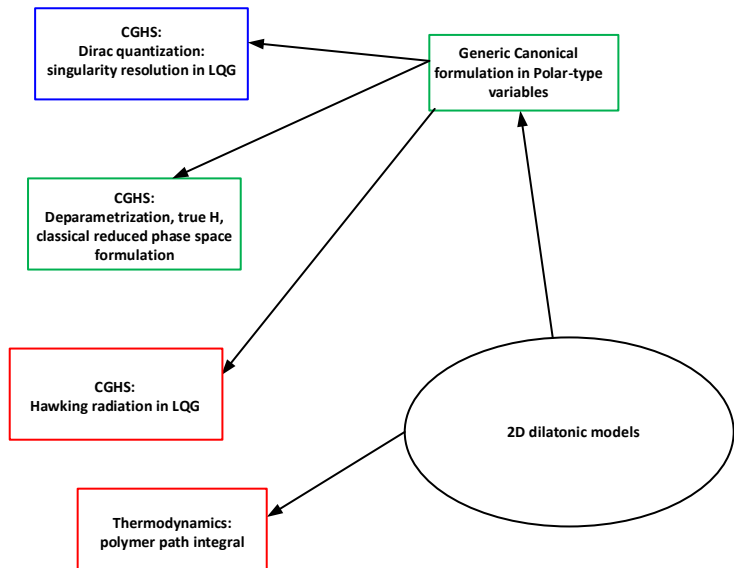 CGHS:
Dirac quantization:
singularity resolution in LQG
Generic Canonical
formulation in Polar-type
variables
CGHS:
Deparametrization, true H,
classical reduced phase space
formulation
CGHS:
Hawking radiation in LQG
2D dilatonic models
Thermodynamics:
polymer path integral